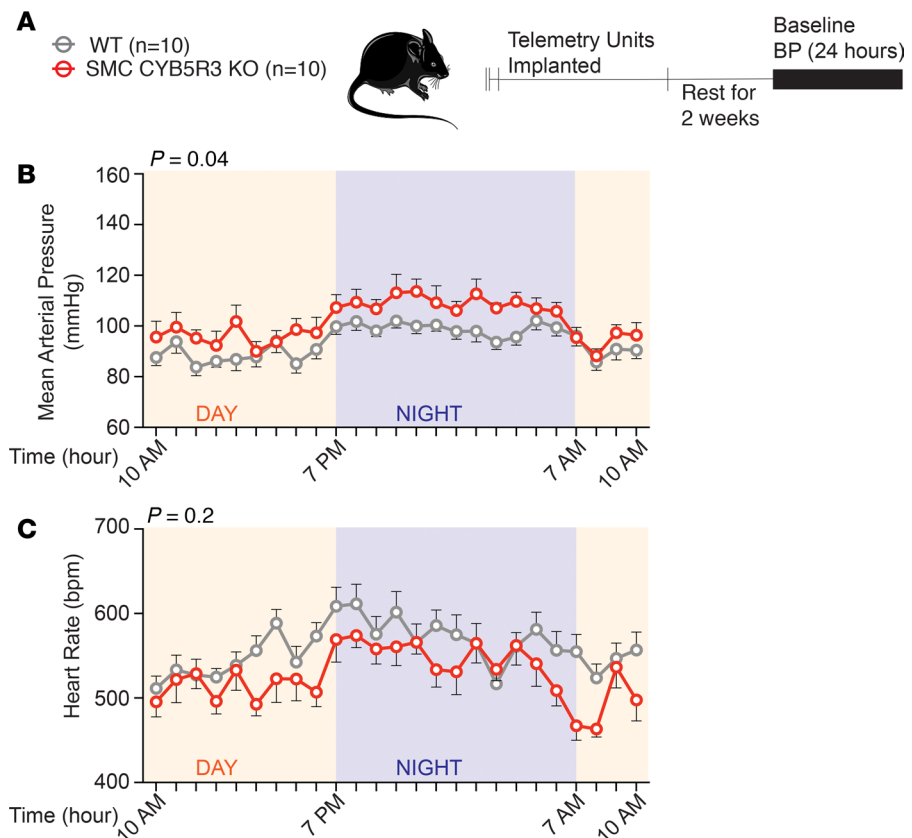 A
WT (n=10)
SMC CYB5R3 KO (n=10)
Telemetry Units
Implanted
Rest for
2 weeks
Baseline
BP (24 hours)
B
P = 0.04
Mean Arterial Pressure
(mmHg)
160
140
120
100
80
60
DAY
NIGHT
Time (hour)
10 AM
7 PM
7 AM
10 AM
C
P = 0.2
Heart Rate (bpm)
700
600
500
400
DAY
NIGHT
Time (hour)
10 AM
7 PM
7 AM
10 AM